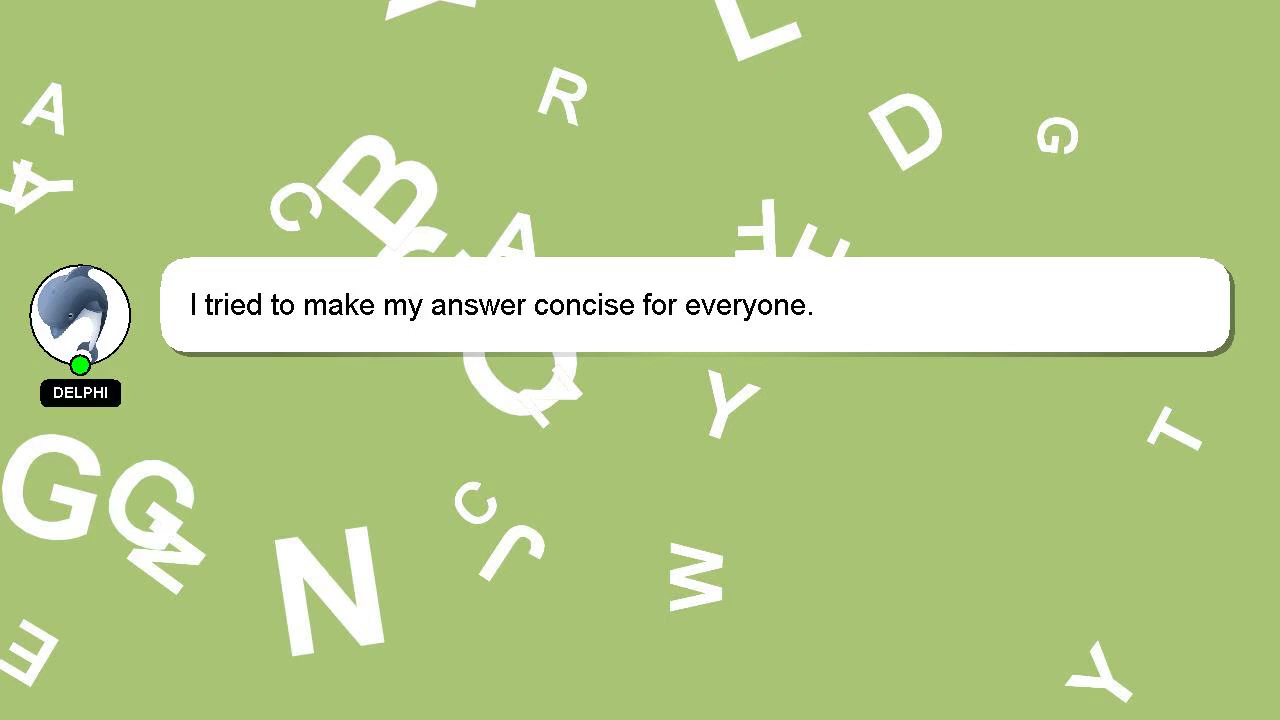 L
R
A
D
G
B
A
Y
C
A
I tried to make my answer concise for everyone.
DELPHI
Q
Y
T
G
G
N
C
J
N
W
E
Y